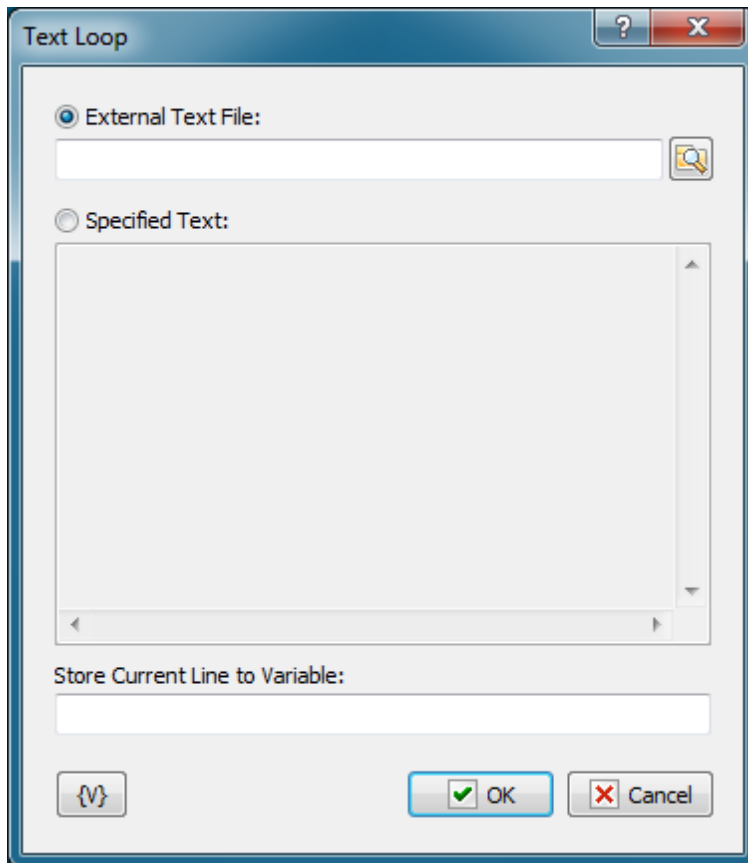 Text Loop
?
External Text File:
Specified Text:
Store Current Line to Variable:
{V} OK Cancel